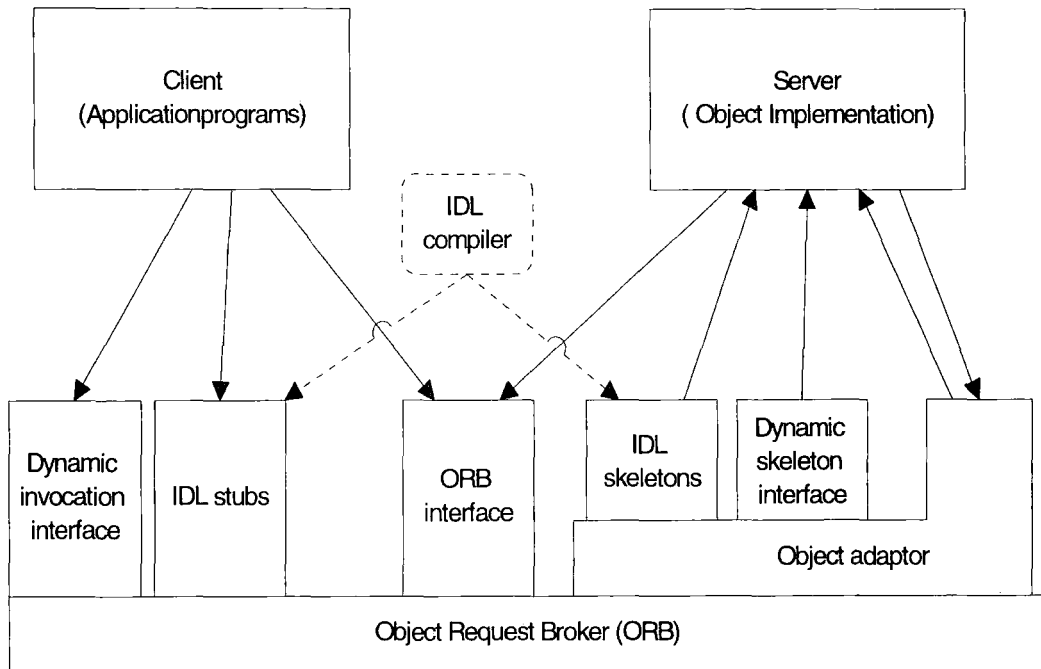 Client
(Applicationprograms)
Server
( Object Implementation)
IDL
compiler
Dynamic
invocation
interface
IDL stubs
ORB
interface
IDL
skeletons
Dynamic
skeleton
interface
Object adaptor
Object Request Broker (ORB)